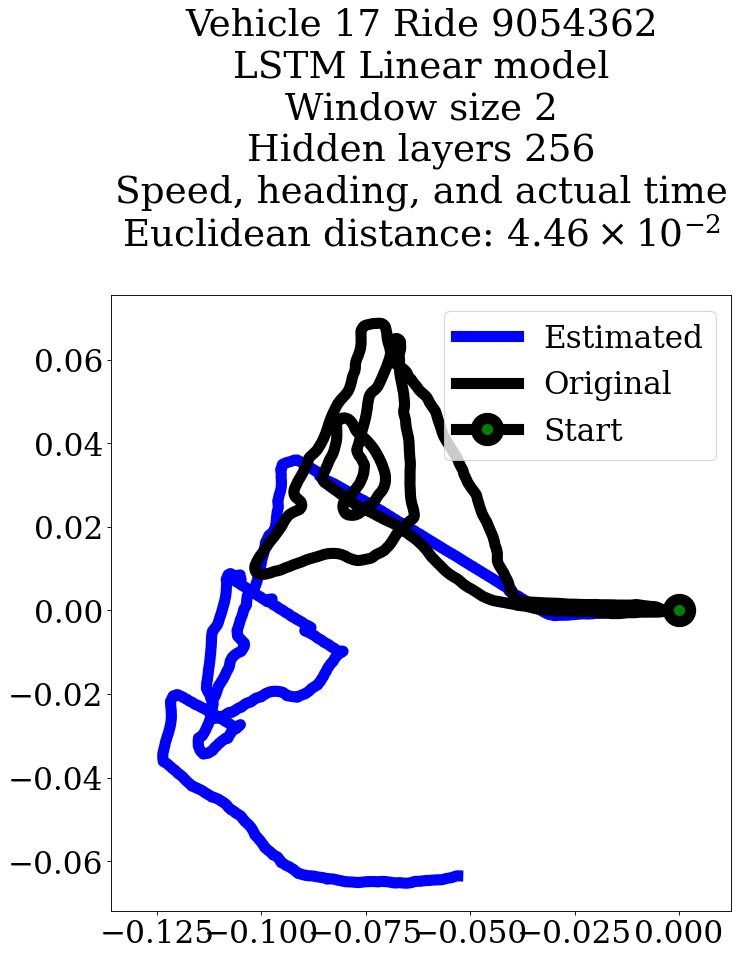 Vehicle 17 Ride 9054362
LSTM Linear model
Window size 2
Hidden layers 256
Speed, heading, and actual time
Euclidean distance: 4.46 × 10⁻²
Estimated
Original
Start
0.06
0.04
0.02
0.00
−0.02
−0.04
−0.06
−0.125 −0.100 −0.075 −0.050 −0.025 0.000